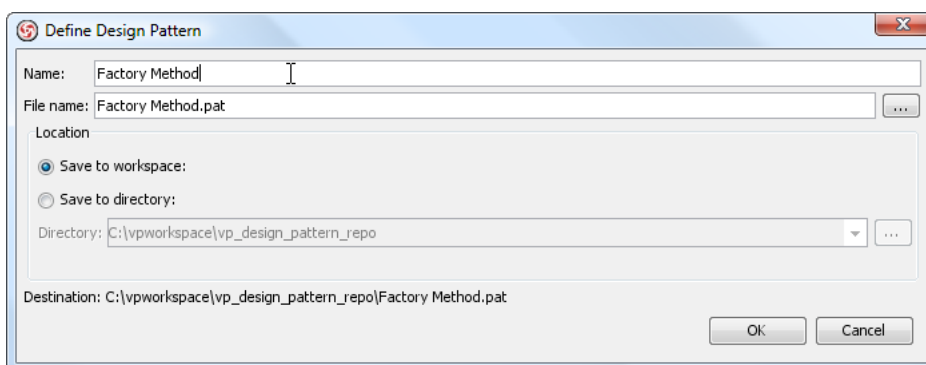 Define Design Pattern
Name: Factory Method
File name: Factory Method.pat ...
Location
Save to workspace:
Save to directory:
Directory: C:\vpworkspace\vp_design_pattern_repo ...
Destination: C:\vpworkspace\vp_design_pattern_repo\Factory Method.pat
OK Cancel